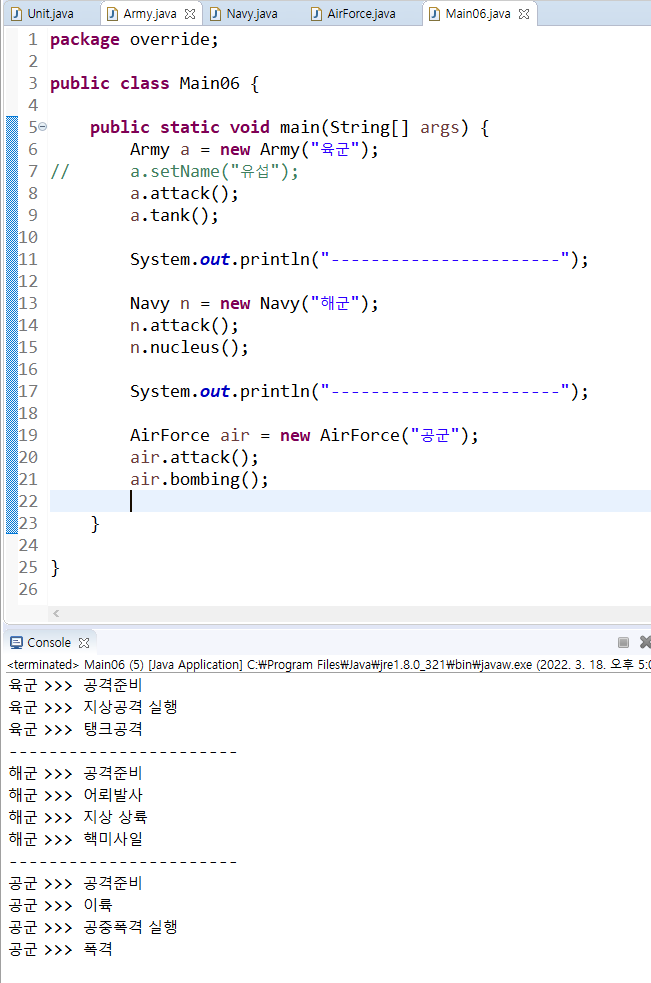 Unit.java Army.java Navy.java AirForce.java Main06.java
1 package override;
2
3 public class Main06 {
4
5 public static void main(String[] args) {
6 Army a = new Army("육군");
7 // a.setName("유섭");
8 a.attack();
9 a.tank();
10
11 System.out.println("-----------------------");
12
13 Navy n = new Navy("해군");
14 n.attack();
15 n.nucleus();
16
17 System.out.println("-----------------------");
18
19 AirForce air = new AirForce("공군");
20 air.attack();
21 air.bombing();
22
23 }
24
25 }
26
Console
<terminated> Main06 (5) [Java Application] C:₩Program Files₩Java₩jre1.8.0_321₩bin₩javaw.exe (2022. 3. 18. 오후 5:0
육군 >>> 공격준비
육군 >>> 지상공격 실행
육군 >>> 탱크공격
-----------------------
해군 >>> 공격준비
해군 >>> 어뢰발사
해군 >>> 지상 상륙
해군 >>> 핵미사일
-----------------------
공군 >>> 공격준비
공군 >>> 이륙
공군 >>> 공중폭격 실행
공군 >>> 폭격